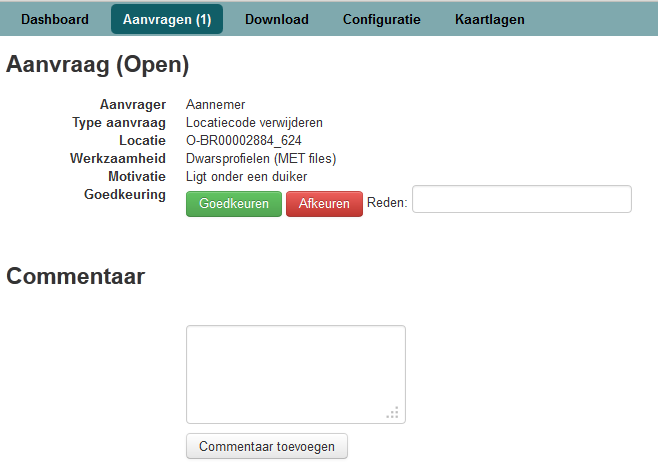 Dashboard Aanvragen (1) Download Configuratie Kaartlagen
Aanvraag (Open)
Aanvrager Aannemer
Type aanvraag Locatiecode verwijderen
Locatie O-BR00002884_624
Werkzaamheid Dwarsprofielen (MET files)
Motivatie Ligt onder een duiker
Goedkeuring Goedkeuren Afkeuren Reden:
Commentaar
Commentaar toevoegen